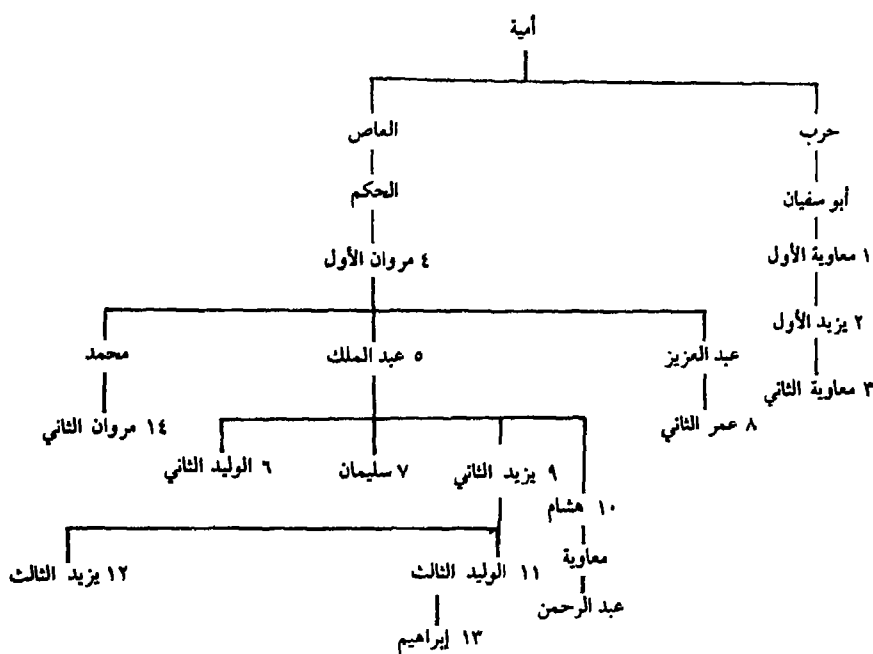 أمية
حرب
العاص
أبو سفيان
الحكم
١ معاوية الأول
٤ مروان الأول
٢ يزيد الأول
عبد العزيز
٥ عبد الملك
محمد
٣ معاوية الثاني
٨ عمر الثاني
١٤ مروان الثاني
٩ يزيد الثاني
٧ سليمان
٦ الوليد الثاني
١٠ هشام
معاوية
١١ الوليد الثالث
١٢ يزيد الثالث
عبد الرحمن
١٣ إبراهيم